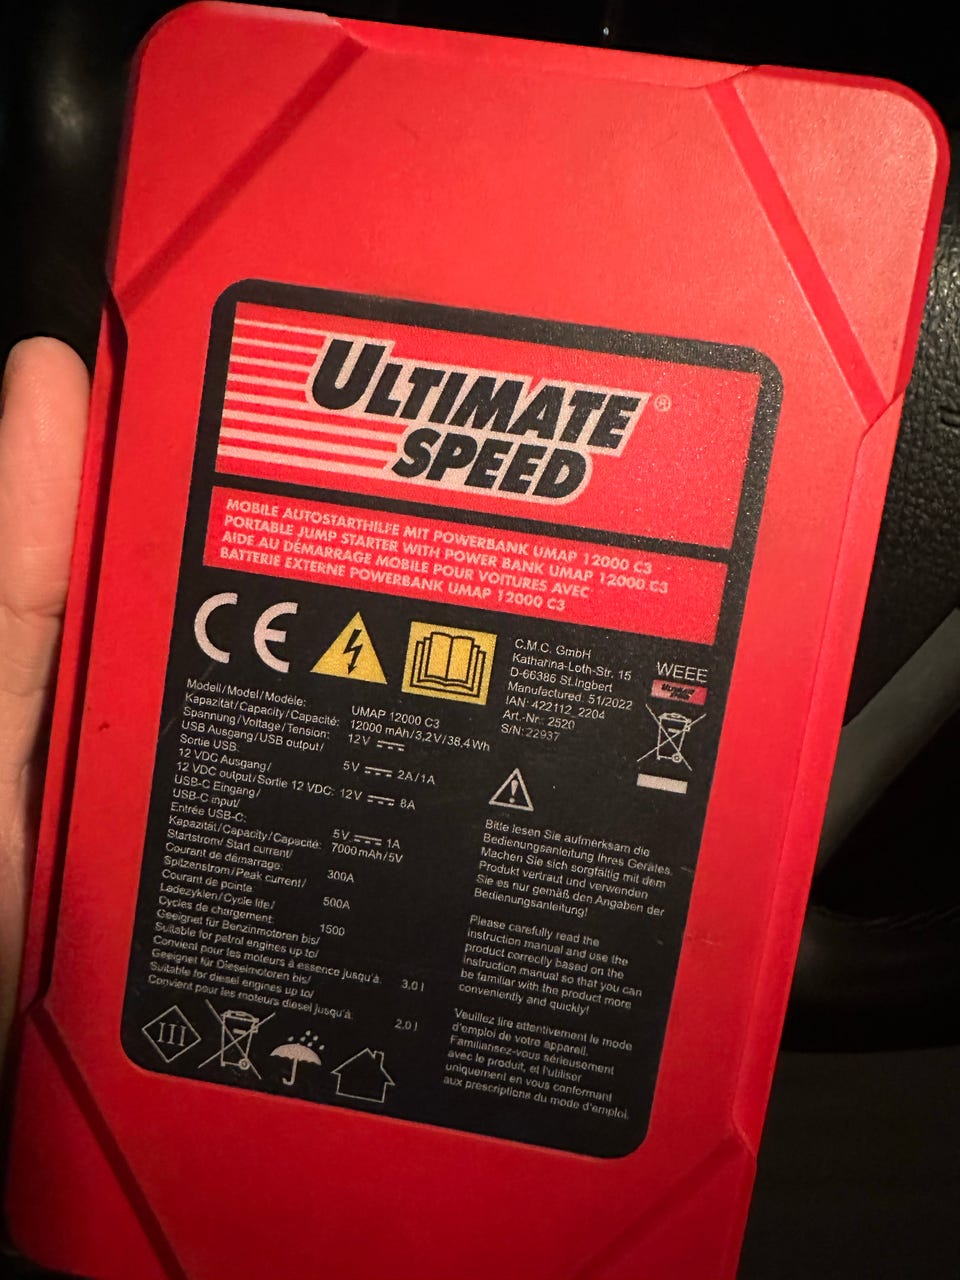 ULTIMATE ®
SPEED
MOBILE AUTOSTARTHILFE MIT POWERBANK UMAP 12000 C3
PORTABLE JUMP STARTER WITH POWER BANK UMAP 12000 C3
AIDE AU DÉMARRAGE MOBILE POUR VOITURES AVEC
BATTERIE EXTERNE POWERBANK UMAP 12000 C3
CE
C.M.C. GmbH
Katharina-Loth-Str. 15
D-66386 St.Ingbert
Manufactured: 51/2022
IAN: 422112_2204
Art.-Nr.: 2520
S/N: 22937
WEEE
ULTIMATE SPEED
Modell/Model/Modèle: UMAP 12000 C3
Kapazität/Capacity/Capacité: 12000 mAh/3,2V/38,4Wh
Spannung/Voltage/Tension: 12V
USB Ausgang/USB output/
Sortie USB: 5V 2A/1A
12 VDC Ausgang/
12 VDC output/Sortie 12 VDC: 12V 8A
USB-C Eingang/
USB-C input/
Entrée USB-C: 5V 1A
Kapazität/Capacity/Capacité: 7000mAh/5V
Startstrom/Start current/
Courant de démarrage: 300A
Spitzenstrom/Peak current/
Courant de pointe 500A
Ladezyklen/Cycle life/
Cycles de chargement: 1500
Geeignet für Benzinmotoren bis/
Suitable for petrol engines up to/
Convient pour les moteurs à essence jusqu'à: 3,0 l
Geeignet für Dieselmotoren bis/
Suitable for diesel engines up to/
Convient pour les moteurs diesel jusqu'à: 2,0 l
III
Bitte lesen Sie aufmerksam die
Bedienungsanleitung Ihres Gerätes.
Machen Sie sich sorgfältig mit dem
Produkt vertraut und verwenden
Sie es nur gemäß den Angaben der
Bedienungsanleitung!
Please carefully read the
instruction manual and use the
product correctly based on the
instruction manual so that you can
be familiar with the product more
conveniently and quickly!
Veuillez lire attentivement le mode
d'emploi de votre appareil.
Familiarisez-vous sérieusement
avec le produit, et l'utiliser
uniquement en vous conformant
aux prescriptions du mode d'emploi.